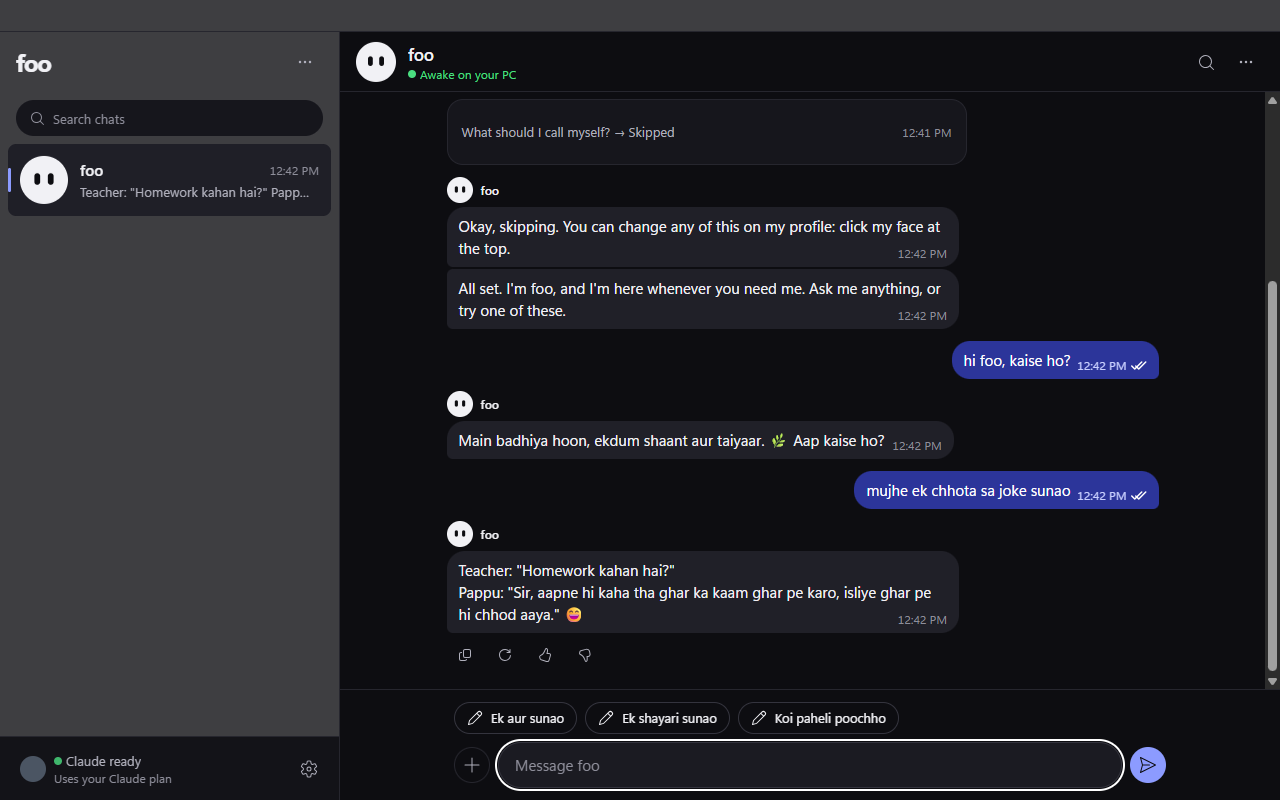 foo
Search chats
foo 12:42 PM
Teacher: "Homework kahan hai?" Papp...
Claude ready
Uses your Claude plan
foo
Awake on your PC
What should I call myself? → Skipped 12:41 PM
foo
Okay, skipping. You can change any of this on my profile: click my face at
the top. 12:42 PM
All set. I'm foo, and I'm here whenever you need me. Ask me anything, or
try one of these. 12:42 PM
hi foo, kaise ho? 12:42 PM
foo
Main badhiya hoon, ekdum shaant aur taiyaar. 🌿 Aap kaise ho? 12:42 PM
mujhe ek chhota sa joke sunao 12:42 PM
foo
Teacher: "Homework kahan hai?"
Pappu: "Sir, aapne hi kaha tha ghar ka kaam ghar pe karo, isliye ghar pe
hi chhod aaya." 😄 12:42 PM
Ek aur sunao
Ek shayari sunao
Koi paheli poochho
Message foo